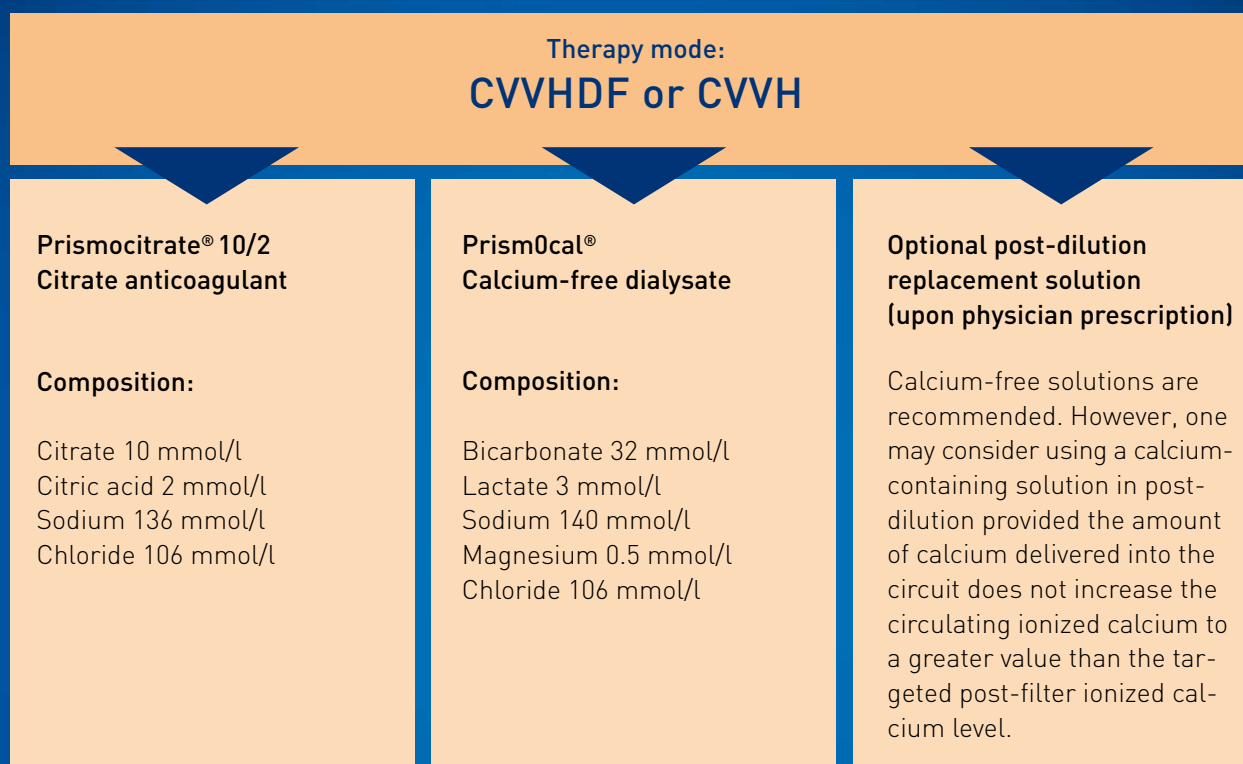 Therapy mode:
CVVHDF or CVVH
Prismocitrate® 10/2
Citrate anticoagulant
Composition:
Citrate 10 mmol/l
Citric acid 2 mmol/l
Sodium 136 mmol/l
Chloride 106 mmol/l
Prism0cal®
Calcium-free dialysate
Composition:
Bicarbonate 32 mmol/l
Lactate 3 mmol/l
Sodium 140 mmol/l
Magnesium 0.5 mmol/l
Chloride 106 mmol/l
Optional post-dilution
replacement solution
(upon physician prescription)
Calcium-free solutions are
recommended. However, one
may consider using a calcium-
containing solution in post-
dilution provided the amount
of calcium delivered into the
circuit does not increase the
circulating ionized calcium to
a greater value than the tar-
geted post-filter ionized cal-
cium level.